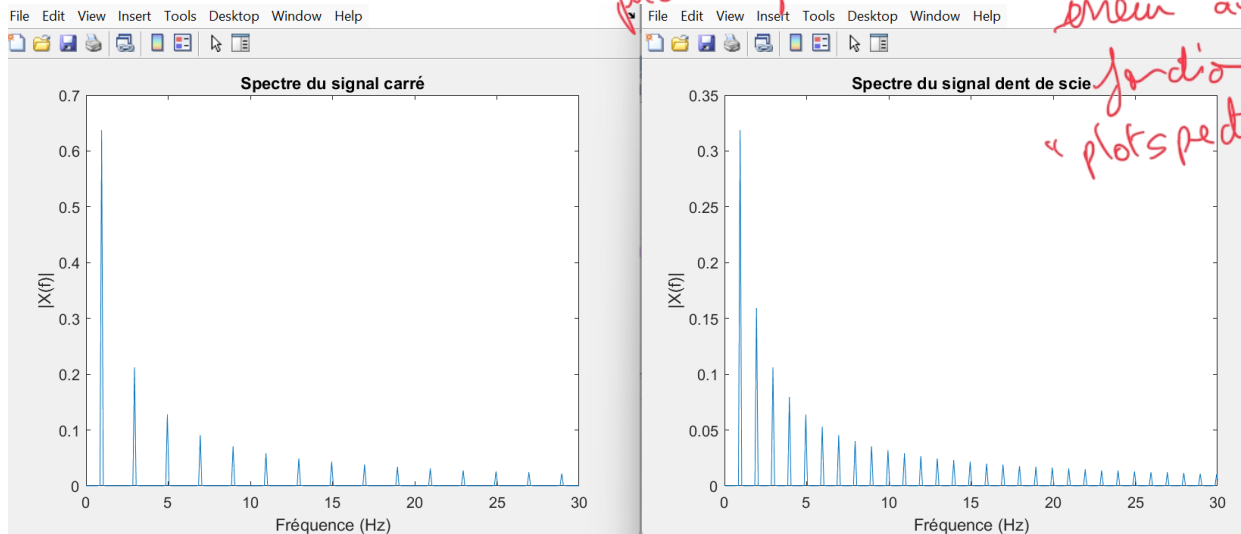 File Edit View Insert Tools Desktop Window Help
Spectre du signal carré
0.7
0.6
0.5
0.4
0.3
0.2
0.1
0
|X(f)|
0 5 10 15 20 25 30
Fréquence (Hz)
File Edit View Insert Tools Desktop Window Help
Spectre du signal dent de scie
0.35
0.3
0.25
0.2
0.15
0.1
0.05
0
|X(f)|
0 5 10 15 20 25 30
Fréquence (Hz)
"plotspect